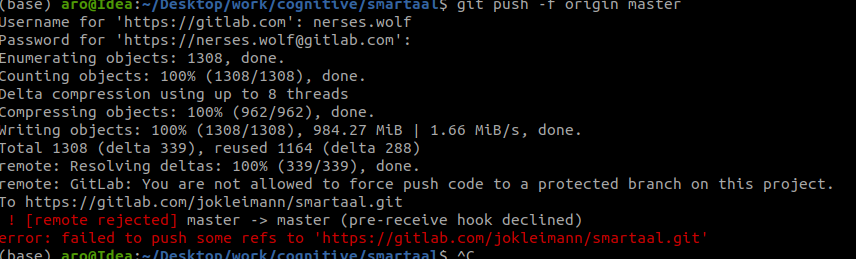 (base) aro@Idea:~/Desktop/work/cognitive/smartaal$ git push -f origin master
Username for 'https://gitlab.com': nerses.wolf
Password for 'https://nerses.wolf@gitlab.com':
Enumerating objects: 1308, done.
Counting objects: 100% (1308/1308), done.
Delta compression using up to 8 threads
Compressing objects: 100% (962/962), done.
Writing objects: 100% (1308/1308), 984.27 MiB | 1.66 MiB/s, done.
Total 1308 (delta 339), reused 1164 (delta 288)
remote: Resolving deltas: 100% (339/339), done.
remote: GitLab: You are not allowed to force push code to a protected branch on this project.
To https://gitlab.com/jokleimann/smartaal.git
! [remote rejected] master -> master (pre-receive hook declined)
error: failed to push some refs to 'https://gitlab.com/jokleimann/smartaal.git'
(base) aro@Idea:~/Desktop/work/cognitive/smartaal$ ^C